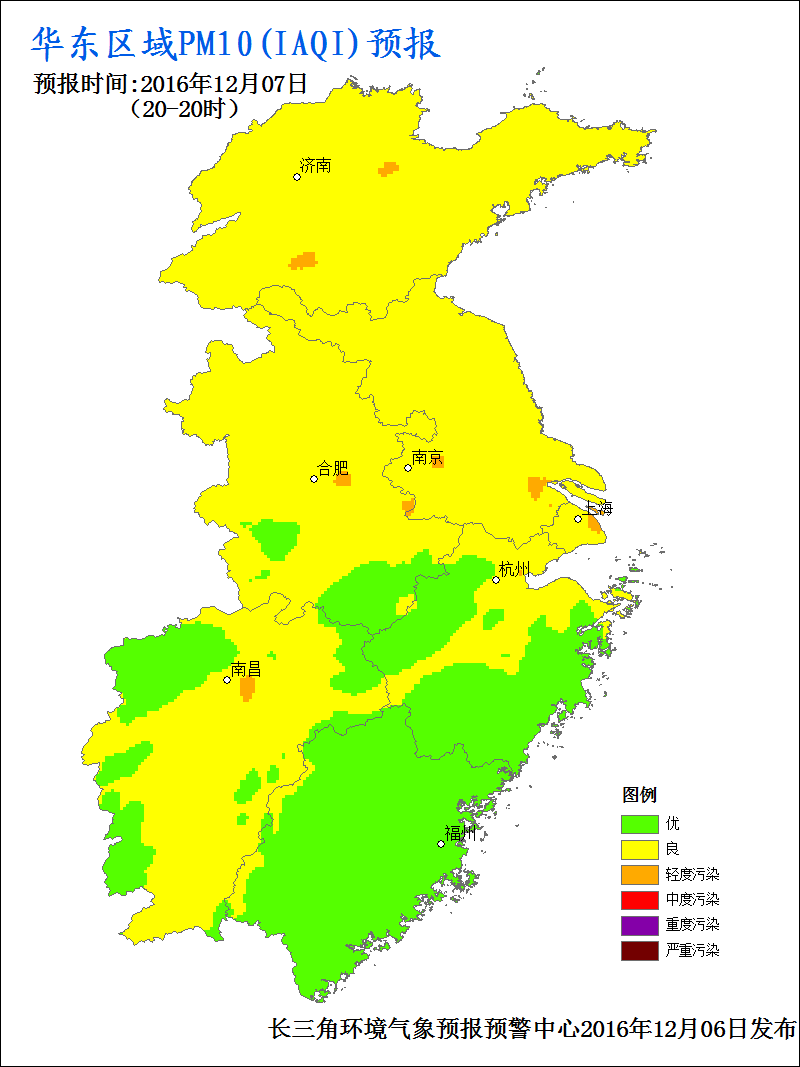 华东区域PM10(IAQI)预报
预报时间:2016年12月07日
（20-20时）
济南
合肥
南京
上海
杭州
南昌
福州
图例
优
良
轻度污染
中度污染
重度污染
严重污染
长三角环境气象预报预警中心2016年12月06日发布